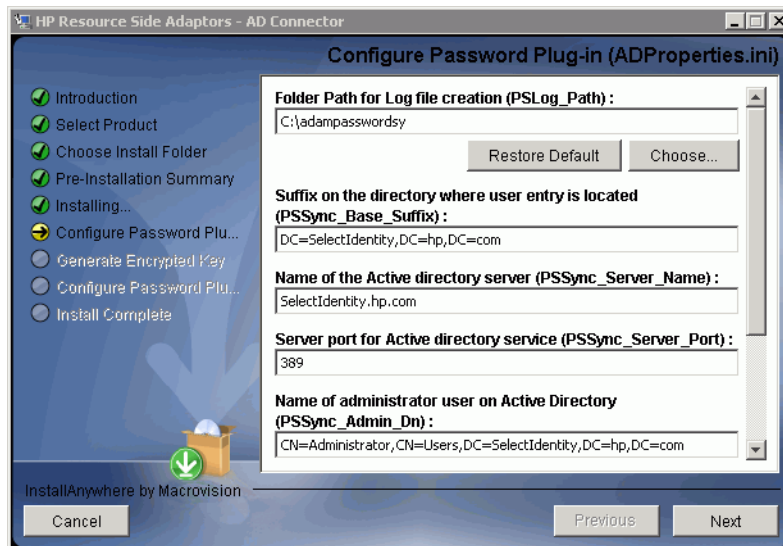 HP Resource Side Adaptors - AD Connector
Configure Password Plug-in (ADProperties.ini)
Introduction
Select Product
Choose Install Folder
Pre-Installation Summary
Installing...
Configure Password Plu...
Generate Encrypted Key
Configure Password Plu...
Install Complete
Folder Path for Log file creation (PSLog_Path) :
C:\adampasswordsy
Restore Default
Choose...
Suffix on the directory where user entry is located
(PSSync_Base_Suffix) :
DC=SelectIdentity,DC=hp,DC=com
Name of the Active directory server (PSSync_Server_Name) :
SelectIdentity.hp.com
Server port for Active directory service (PSSync_Server_Port) :
389
Name of administrator user on Active Directory
(PSSync_Admin_Dn) :
CN=Administrator,CN=Users,DC=SelectIdentity,DC=hp,DC=com
InstallAnywhere by Macrovision
Cancel
Previous
Next